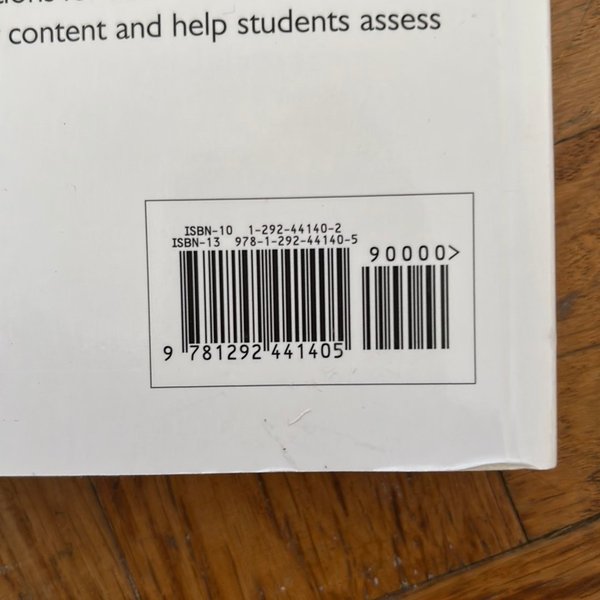 content and help students assess
ISBN-10 1-292-44140-2
ISBN-13 978-1-292-44140-5
90000>
9 781292 441405